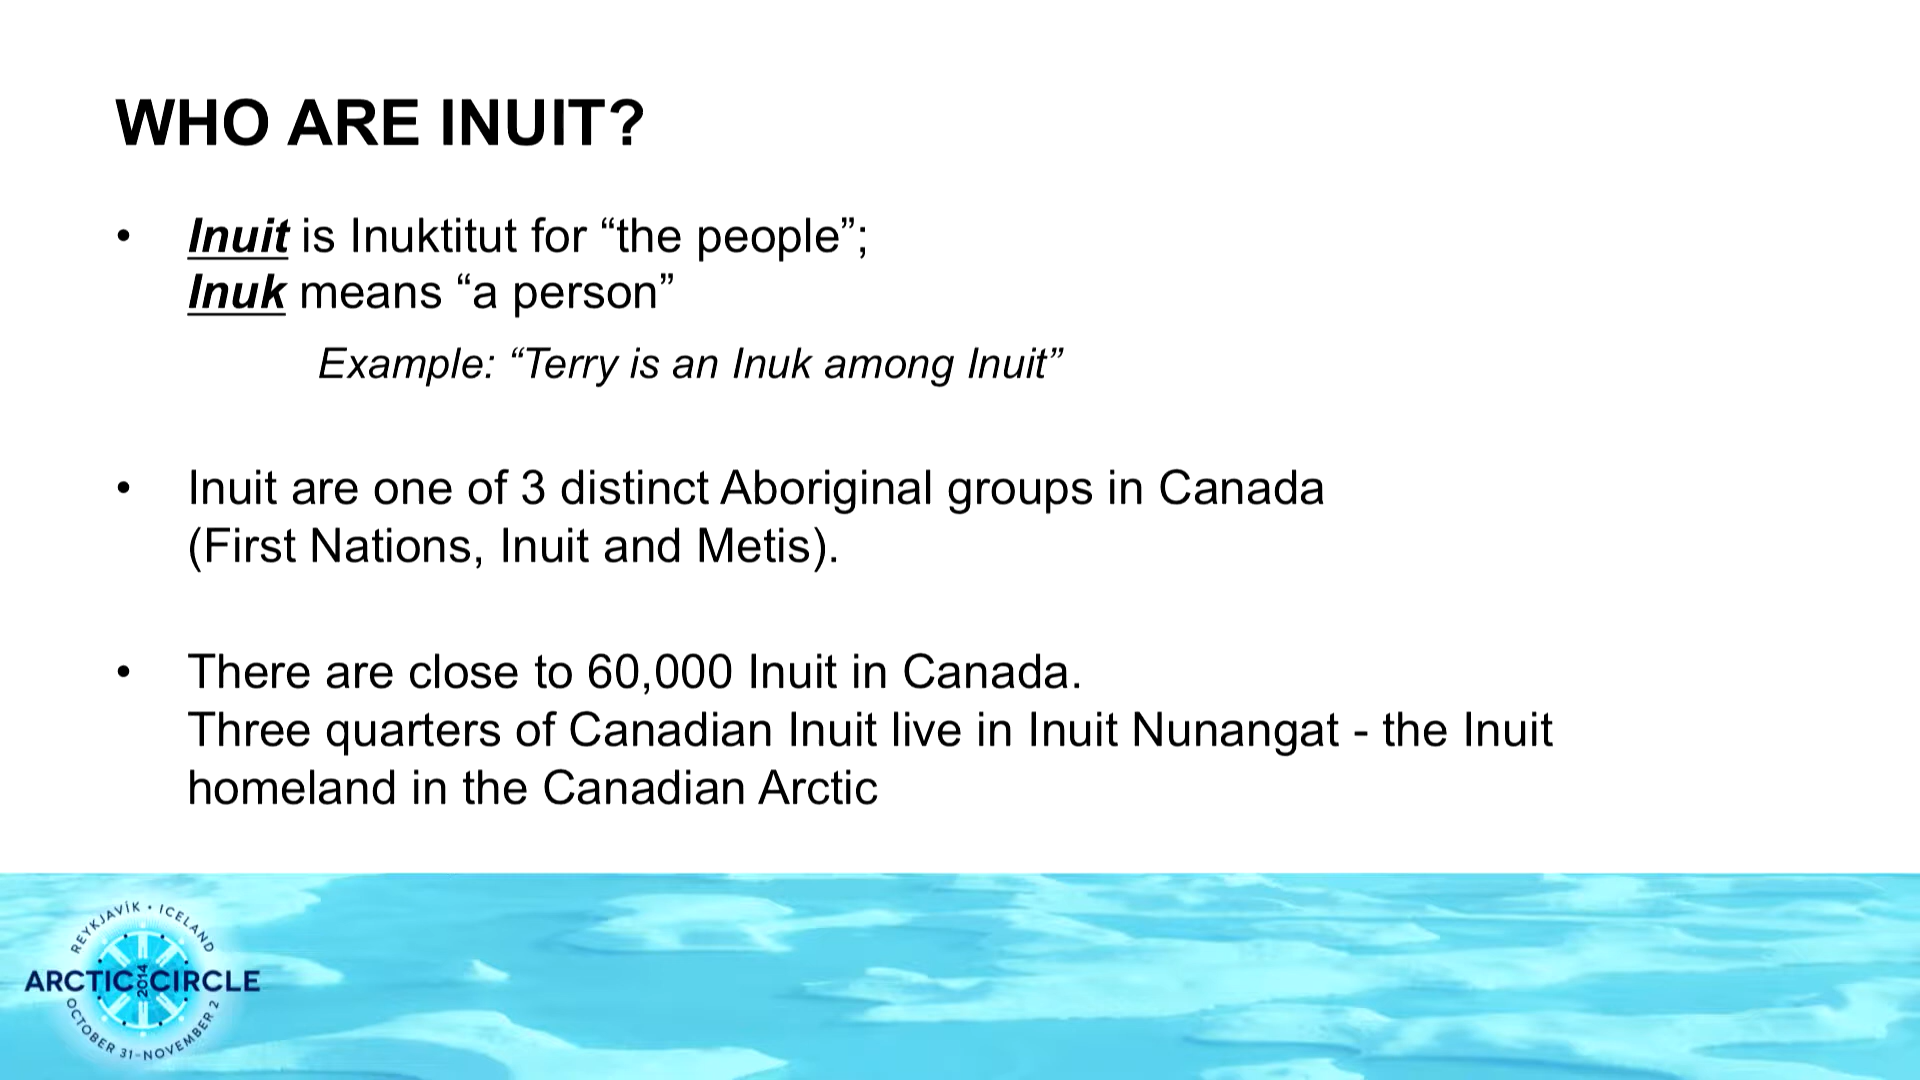 WHO ARE INUIT?
• Inuit is Inuktitut for “the people”;
Inuk means “a person”
Example: “Terry is an Inuk among Inuit”
• Inuit are one of 3 distinct Aboriginal groups in Canada
(First Nations, Inuit and Metis).
• There are close to 60,000 Inuit in Canada.
Three quarters of Canadian Inuit live in Inuit Nunangat - the Inuit
homeland in the Canadian Arctic
REYKJAVÍK • ICELAND
ARCTIC 2014 CIRCLE
OCTOBER 31–NOVEMBER 2